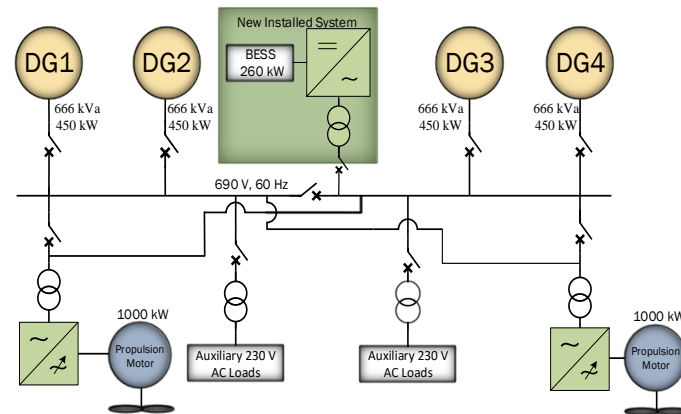 New Installed System
DG1
DG2
BESS
260 kW
DG3
DG4
666 kVa
450 kW
666 kVa
450 kW
666 kVa
450 kW
666 kVa
450 kW
690 V, 60 Hz
1000 kW
Propulsion
Motor
Auxiliary 230 V
AC Loads
Auxiliary 230 V
AC Loads
1000 kW
Propulsion
Motor